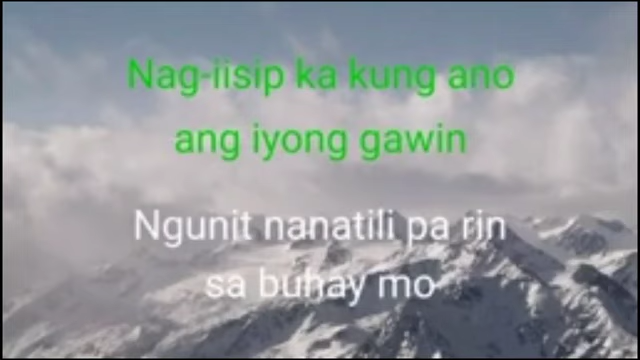 Nag-iisip ka kung ano
ang iyong gawin
Ngunit nanatili pa rin
sa buhay mo